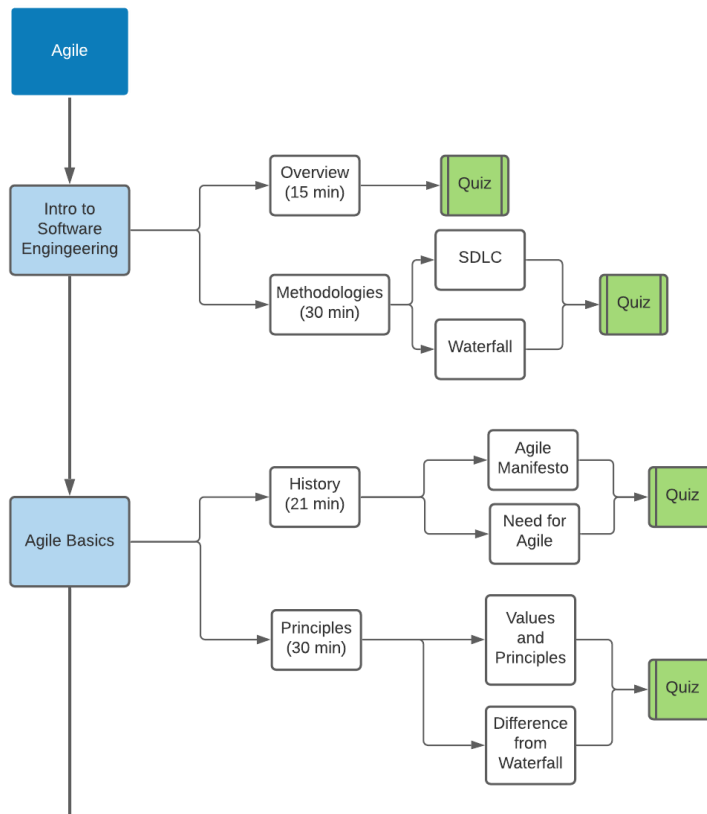 Agile
Intro to
Software
Engingeering
Overview
(15 min)
Quiz
Methodologies
(30 min)
SDLC
Waterfall
Quiz
Agile Basics
History
(21 min)
Agile
Manifesto
Need for
Agile
Quiz
Principles
(30 min)
Values
and
Principles
Difference
from
Waterfall
Quiz